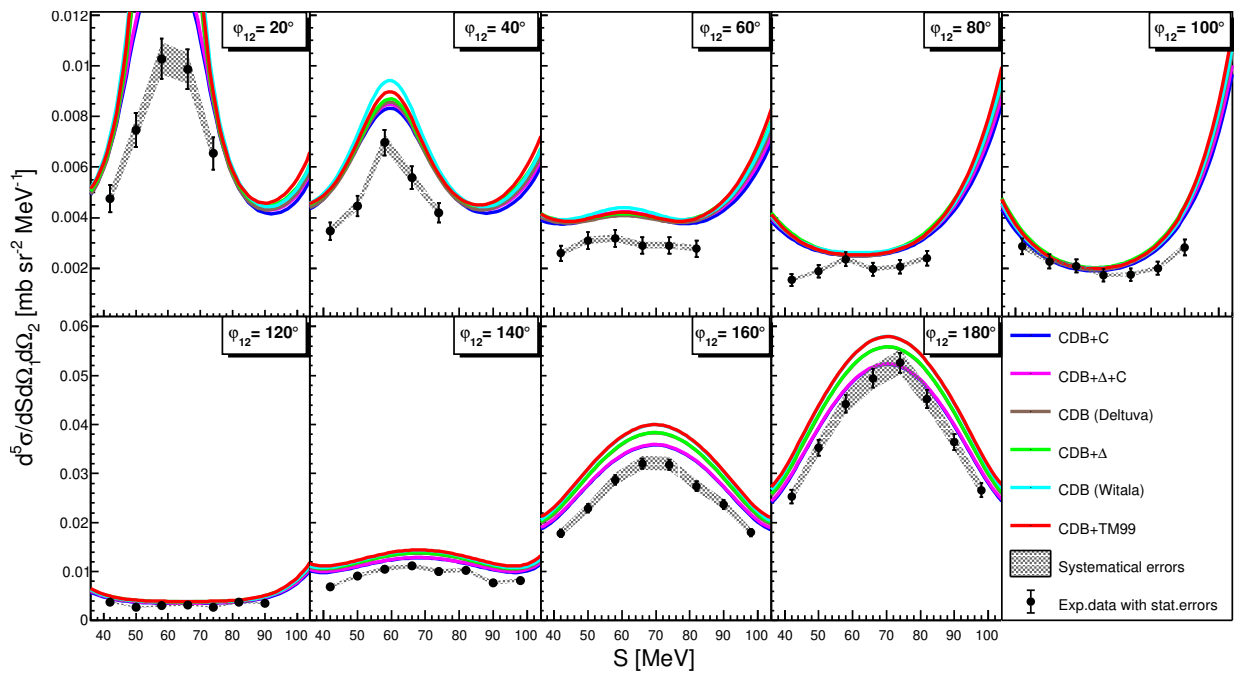 d⁵σ/dSdΩ₁dΩ₂ [mb sr⁻² MeV⁻¹]
0.012
0.01
0.008
0.006
0.004
0.002
φ₁₂= 20°
φ₁₂= 40°
φ₁₂= 60°
φ₁₂= 80°
φ₁₂= 100°
0.06
0.05
0.04
0.03
0.02
0.01
0
φ₁₂= 120°
φ₁₂= 140°
φ₁₂= 160°
φ₁₂= 180°
CDB+C
CDB+Δ+C
CDB (Deltuva)
CDB+Δ
CDB (Witala)
CDB+TM99
Systematical errors
Exp.data with stat.errors
40 50 60 70 80 90 100
40 50 60 70 80 90 100
40 50 60 70 80 90 100
40 50 60 70 80 90 100
S [MeV]